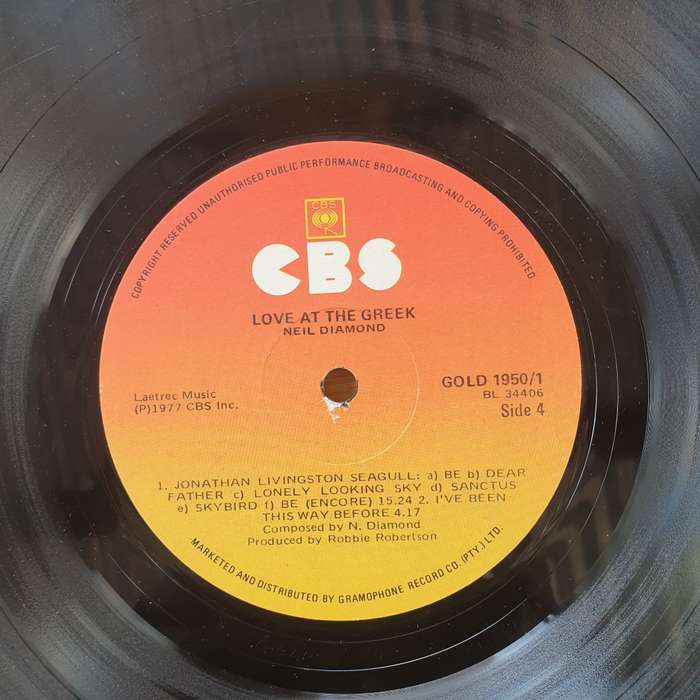 COPYRIGHT RESERVED UNAUTHORISED PUBLIC PERFORMANCE BROADCASTING AND COPYING PROHIBITED
CBS
CBS
LOVE AT THE GREEK
NEIL DIAMOND
Laetrec Music
(P)1977 CBS Inc.
GOLD 1950/1
BL 34406
Side 4
1. JONATHAN LIVINGSTON SEAGULL: a) BE b) DEAR
FATHER c) LONELY LOOKING SKY d) SANCTUS
e) SKYBIRD f) BE (ENCORE) 15.24 2. I'VE BEEN
THIS WAY BEFORE 4.17
Composed by N. Diamond
Produced by Robbie Robertson
MARKETED AND DISTRIBUTED BY GRAMOPHONE RECORD CO. (PTY.) LTD.